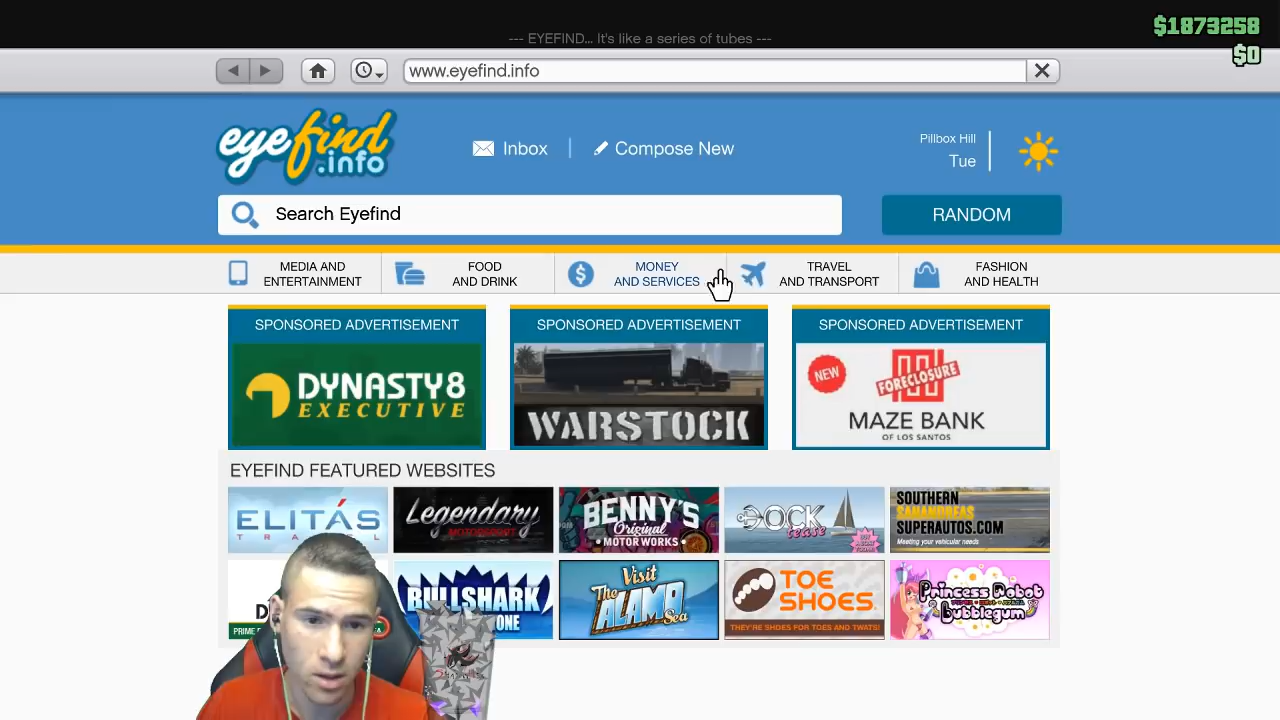 $1873258
--- EYEFIND... It's like a series of tubes ---
$0
www.eyefind.info
eyefind
.info
Inbox
Compose New
Pillbox Hill
Tue
Search Eyefind
RANDOM
MEDIA AND
ENTERTAINMENT
FOOD
AND DRINK
MONEY
AND SERVICES
TRAVEL
AND TRANSPORT
FASHION
AND HEALTH
SPONSORED ADVERTISEMENT
DYNASTY8
EXECUTIVE
SPONSORED ADVERTISEMENT
WARSTOCK
SPONSORED ADVERTISEMENT
NEW
FORECLOSURE
MAZE BANK
OF LOS SANTOS
EYEFIND FEATURED WEBSITES
ELITÁS
TRAVEL
Legendary
MOTORSPORT
BENNY'S
Original
MOTOR WORKS
DOCK
tease
SOUTHERN
SANANDREAS
SUPERAUTOS.COM
Meeting your vehicular needs
BULLSHARK
Visit
The
ALAMO
Sea
TOE
SHOES
THEY'RE SHOES FOR TOES AND TWATS!
Princess Robot
Bubblegum